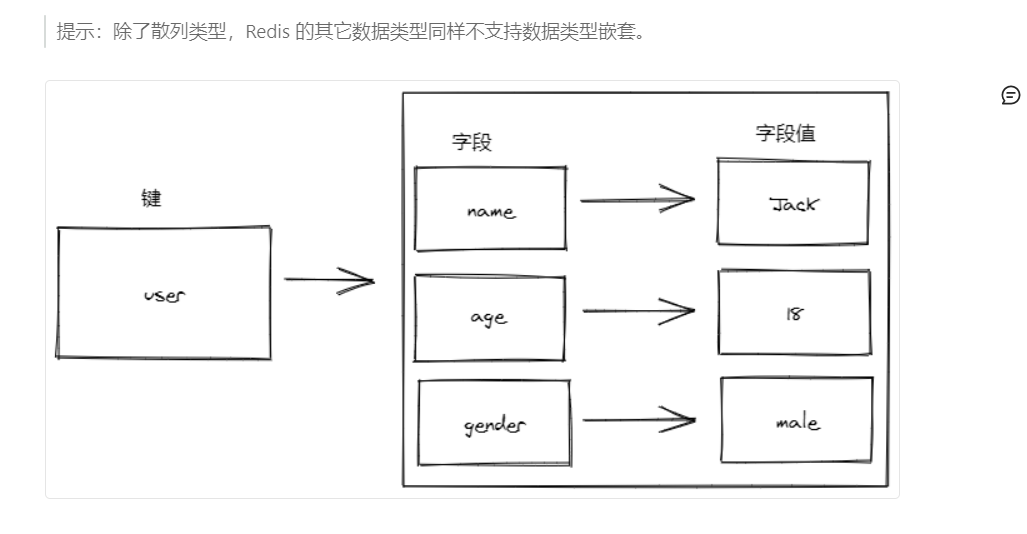 提示：除了散列类型，Redis 的其它数据类型同样不支持数据类型嵌套。
键
user
字段
字段值
name
Jack
age
18
gender
male